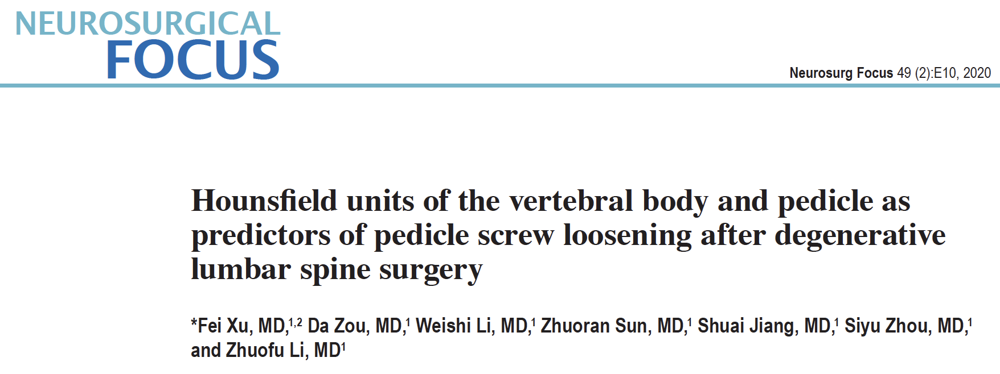 NEUROSURGICAL
FOCUS
Neurosurg Focus 49 (2):E10, 2020
Hounsfield units of the vertebral body and pedicle as
predictors of pedicle screw loosening after degenerative
lumbar spine surgery
*Fei Xu, MD,1,2 Da Zou, MD,1 Weishi Li, MD,1 Zhuoran Sun, MD,1 Shuai Jiang, MD,1 Siyu Zhou, MD,1
and Zhuofu Li, MD1